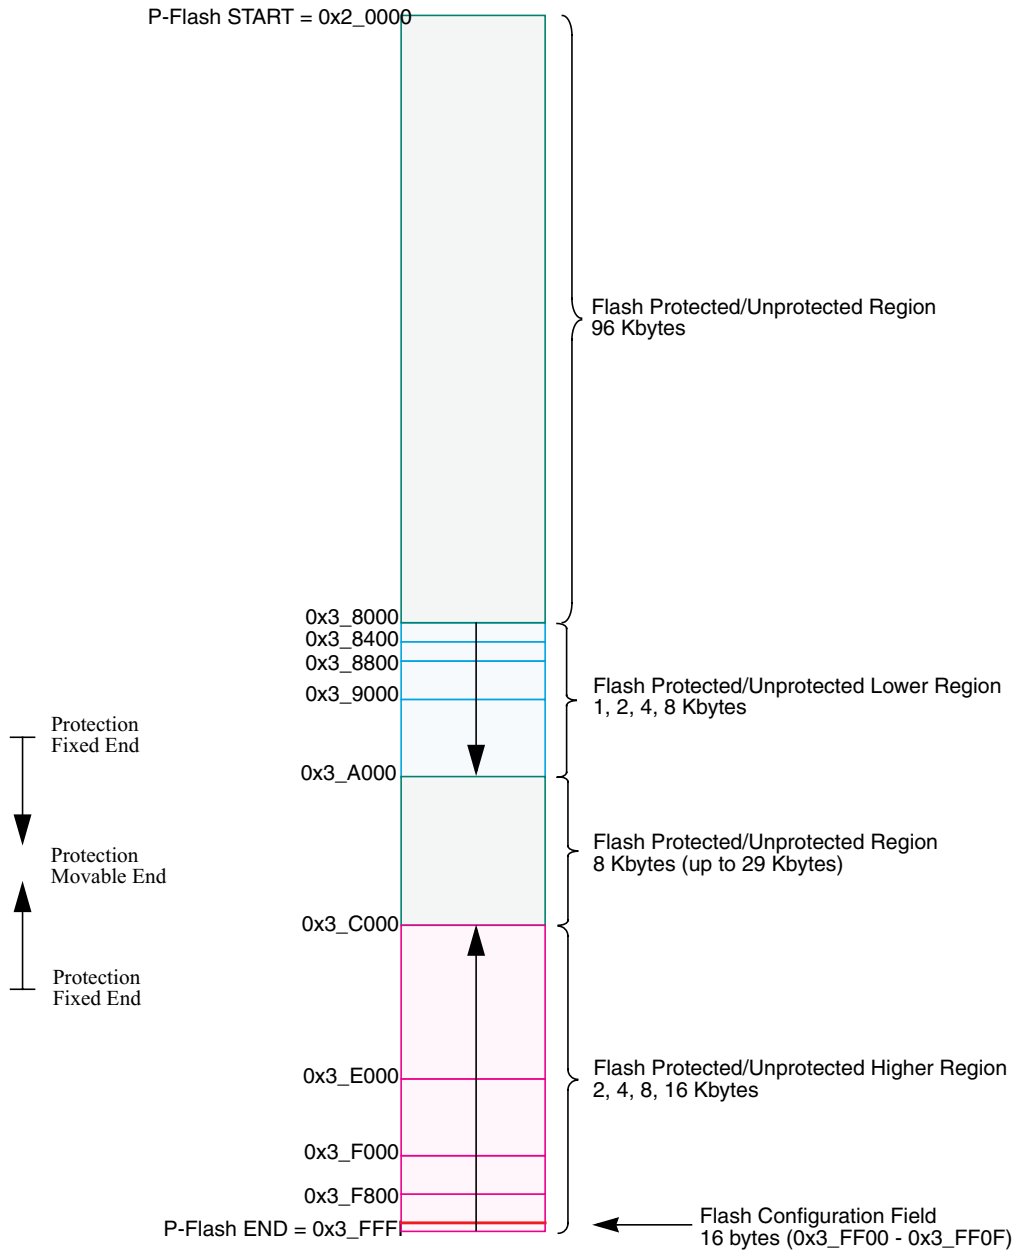 P-Flash START = 0x2_0000
Flash Protected/Unprotected Region
96 Kbytes
0x3_8000
0x3_8400
0x3_8800
0x3_9000
Flash Protected/Unprotected Lower Region
1, 2, 4, 8 Kbytes
Protection
Fixed End
0x3_A000
Flash Protected/Unprotected Region
8 Kbytes (up to 29 Kbytes)
Protection
Movable End
0x3_C000
Protection
Fixed End
Flash Protected/Unprotected Higher Region
2, 4, 8, 16 Kbytes
0x3_E000
0x3_F000
0x3_F800
P-Flash END = 0x3_FFF
Flash Configuration Field
16 bytes (0x3_FF00 - 0x3_FF0F)